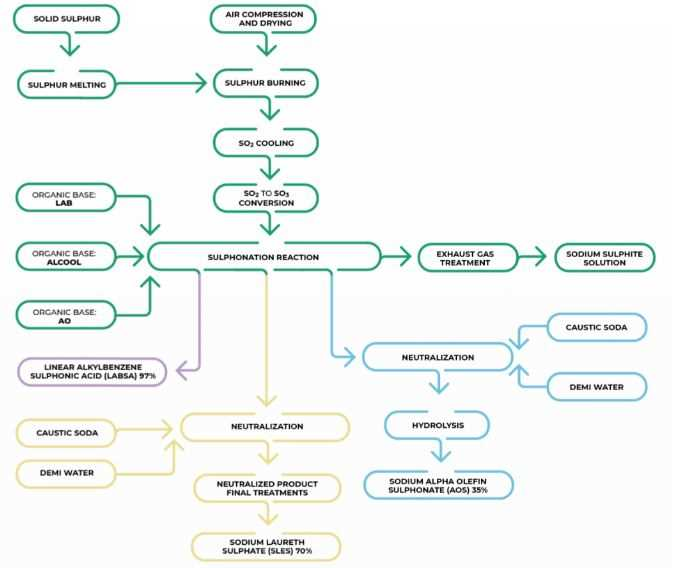 SOLID SULPHUR
AIR COMPRESSION
AND DRYING
SULPHUR MELTING
SULPHUR BURNING
SO₂ COOLING
ORGANIC BASE:
LAB
SO₂ TO SO₃
CONVERSION
ORGANIC BASE:
ALCOOL
SULPHONATION REACTION
EXHAUST GAS
TREATMENT
SODIUM SULPHITE
SOLUTION
ORGANIC BASE:
AO
CAUSTIC SODA
LINEAR ALKYLBENZENE
SULPHONIC ACID (LABSA) 97%
NEUTRALIZATION
DEMI WATER
CAUSTIC SODA
NEUTRALIZATION
HYDROLYSIS
DEMI WATER
NEUTRALIZED PRODUCT
FINAL TREATMENTS
SODIUM ALPHA OLEFIN
SULPHONATE (AOS) 35%
SODIUM LAURETH
SULPHATE (SLES) 70%